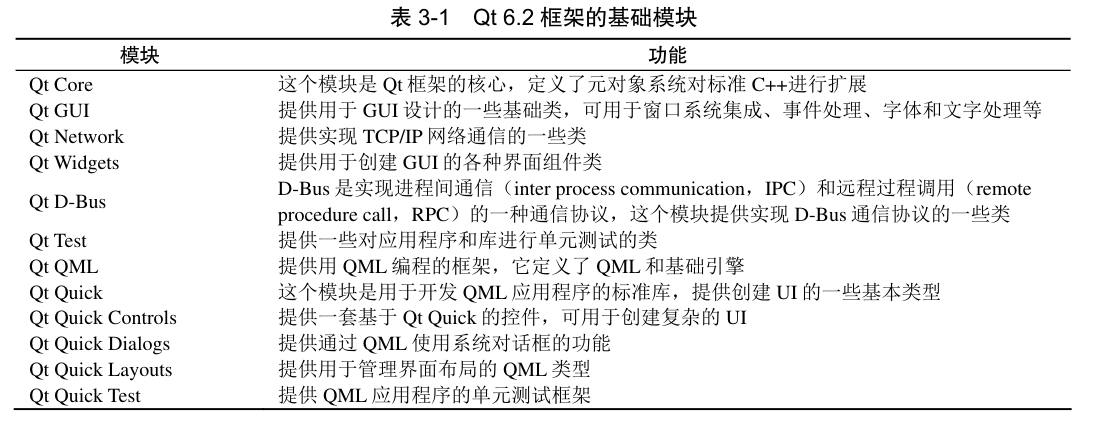 表 3-1 Qt 6.2 框架的基础模块
模块 功能
Qt Core 这个模块是 Qt 框架的核心，定义了元对象系统对标准 C++进行扩展
Qt GUI 提供用于 GUI 设计的一些基础类，可用于窗口系统集成、事件处理、字体和文字处理等
Qt Network 提供实现 TCP/IP 网络通信的一些类
Qt Widgets 提供用于创建 GUI 的各种界面组件类
Qt D-Bus D-Bus 是实现进程间通信（inter process communication，IPC）和远程过程调用（remote
procedure call，RPC）的一种通信协议，这个模块提供实现 D-Bus 通信协议的一些类
Qt Test 提供一些对应用程序和库进行单元测试的类
Qt QML 提供用 QML 编程的框架，它定义了 QML 和基础引擎
Qt Quick 这个模块是用于开发 QML 应用程序的标准库，提供创建 UI 的一些基本类型
Qt Quick Controls 提供一套基于 Qt Quick 的控件，可用于创建复杂的 UI
Qt Quick Dialogs 提供通过 QML 使用系统对话框的功能
Qt Quick Layouts 提供用于管理界面布局的 QML 类型
Qt Quick Test 提供 QML 应用程序的单元测试框架